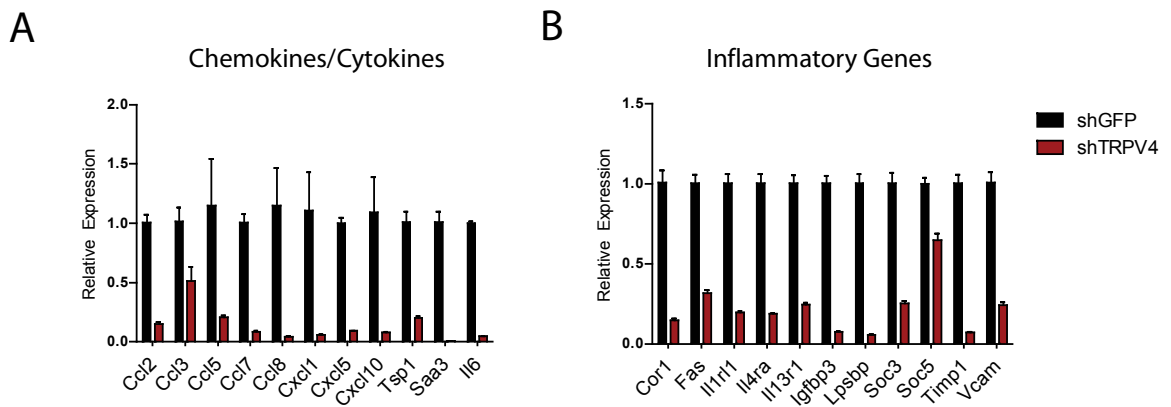 A
Chemokines/Cytokines
Relative Expression
2.0
1.5
1.0
0.5
0.0
Ccl2
Ccl3
Ccl5
Ccl7
Ccl8
Cxcl1
Cxcl5
Cxcl10
Tsp1
Saa3
Il6
B
Inflammatory Genes
Relative Expression
1.5
1.0
0.5
0.0
Cor1
Fas
Il1rl1
Il4ra
Il13r1
Igfbp3
Lpsbp
Soc3
Soc5
Timp1
Vcam
shGFP
shTRPV4